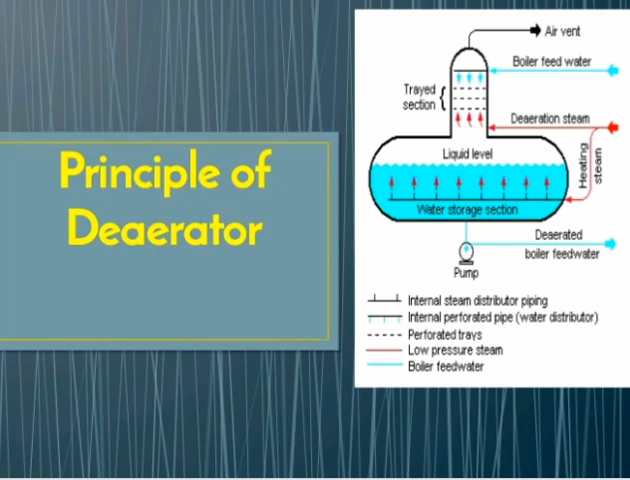 Principle of
Deaerator
Air vent
Boiler feed water
Trayed
section
Deaeration steam
Liquid level
Heating
steam
Water storage section
Deaerated
boiler feedwater
Pump
Internal steam distributor piping
Internal perforated pipe (water distributor)
Perforated trays
Low pressure steam
Boiler feedwater